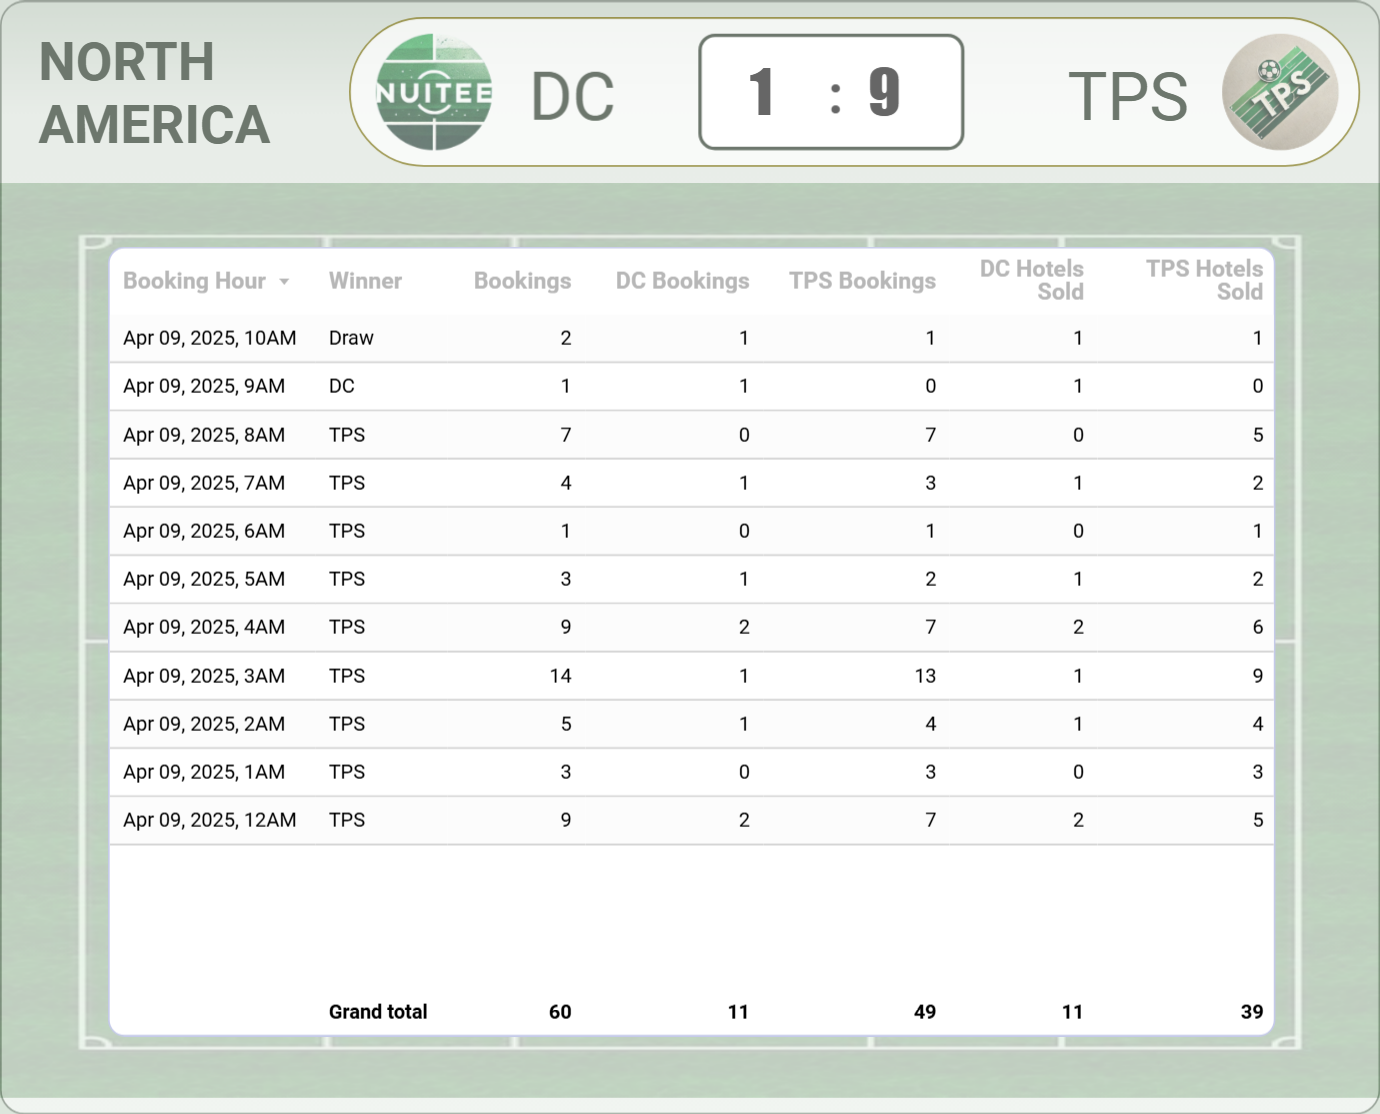 NORTH
AMERICA
NUITEE
DC
1 : 9
TPS
TPS
Booking Hour Winner Bookings DC Bookings TPS Bookings DC Hotels Sold TPS Hotels Sold
Apr 09, 2025, 10AM Draw 2 1 1 1 1
Apr 09, 2025, 9AM DC 1 1 0 1 0
Apr 09, 2025, 8AM TPS 7 0 7 0 5
Apr 09, 2025, 7AM TPS 4 1 3 1 2
Apr 09, 2025, 6AM TPS 1 0 1 0 1
Apr 09, 2025, 5AM TPS 3 1 2 1 2
Apr 09, 2025, 4AM TPS 9 2 7 2 6
Apr 09, 2025, 3AM TPS 14 1 13 1 9
Apr 09, 2025, 2AM TPS 5 1 4 1 4
Apr 09, 2025, 1AM TPS 3 0 3 0 3
Apr 09, 2025, 12AM TPS 9 2 7 2 5
Grand total 60 11 49 11 39